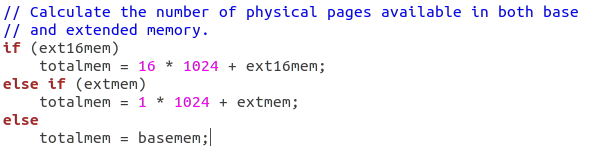 // Calculate the number of physical pages available in both base
// and extended memory.
if (ext16mem)
    totalmem = 16 * 1024 + ext16mem;
else if (extmem)
    totalmem = 1 * 1024 + extmem;
else
    totalmem = basemem;